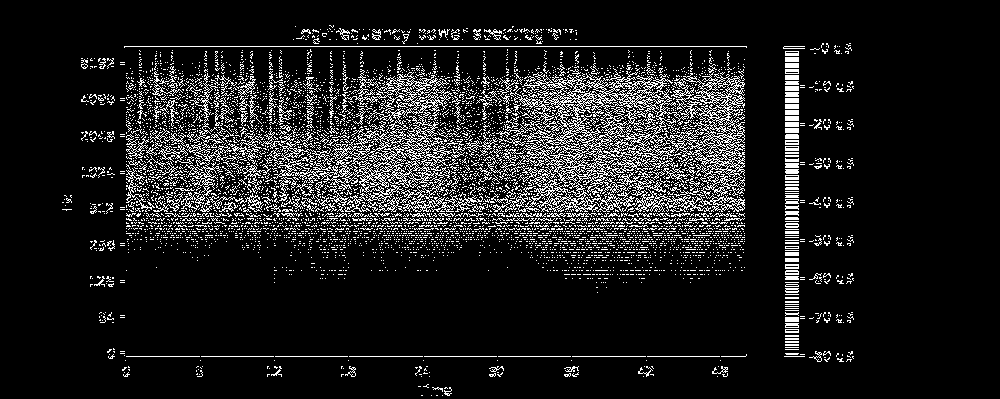 Log-frequency power spectrogram
8192
4096
2048
1024
512
256
128
64
0
Hz
0
6
12
18
24
30
36
42
48
Time
+0 dB
-10 dB
-20 dB
-30 dB
-40 dB
-50 dB
-60 dB
-70 dB
-80 dB